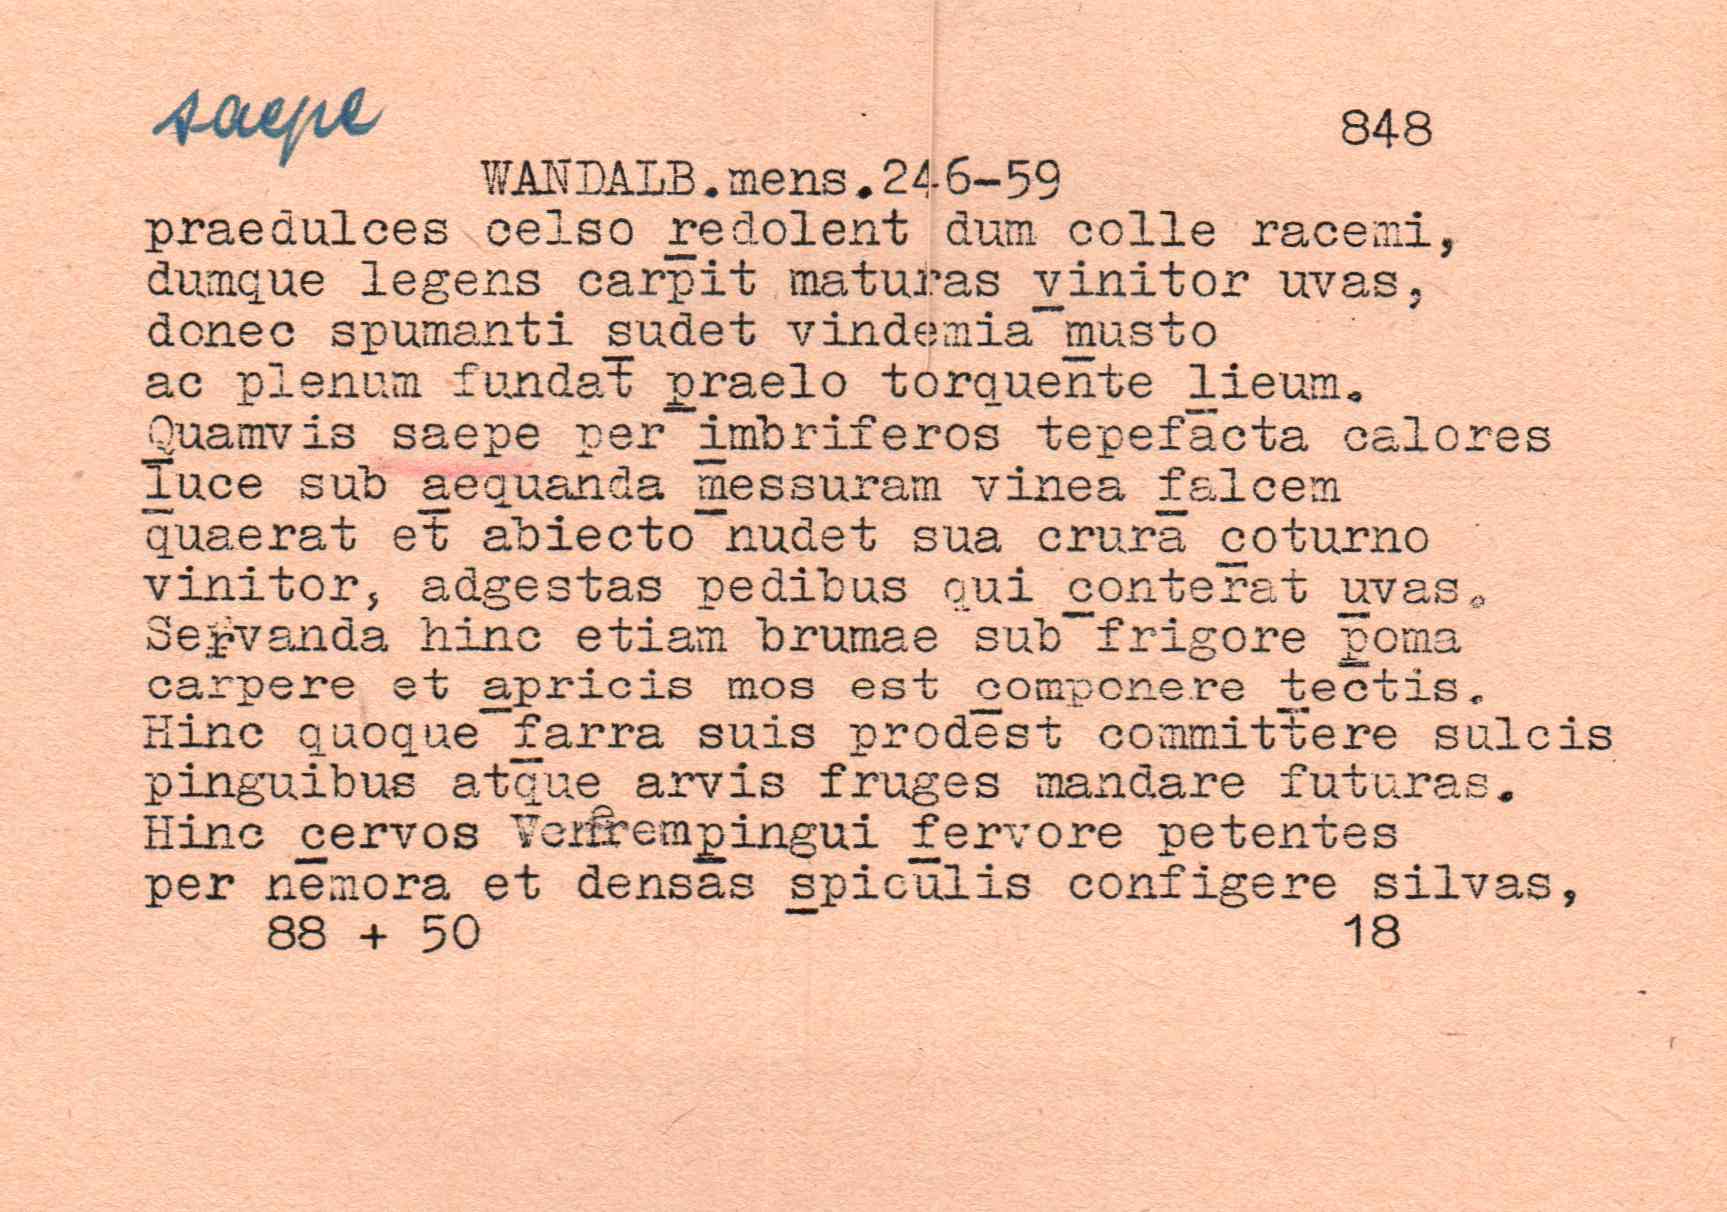 saepe
848
WANDALB.mens.246-59
praedulces celso redolent dum colle racemi,
dumque legens carpit maturas vinitor uvas,
donec spumanti sudet vindemia musto
ac plenum fundat praelo torquente lieum.
Quamvis saepe per imbriferos tepefacta calores
luce sub aequanda messuram vinea falcem
quaerat et abiecto nudet sua crura coturno
vinitor, adgestas pedibus qui conterat uvas.
Servanda hinc etiam brumae sub frigore poma
carpere et apricis mos est componere tectis.
Hinc quoque farra suis prodest committere sulcis
pinguibus atque arvis fruges mandare futuras.
Hinc cervos pingui fervore petentes
per nemora et densas spiculis configere silvas,
88 + 50
18